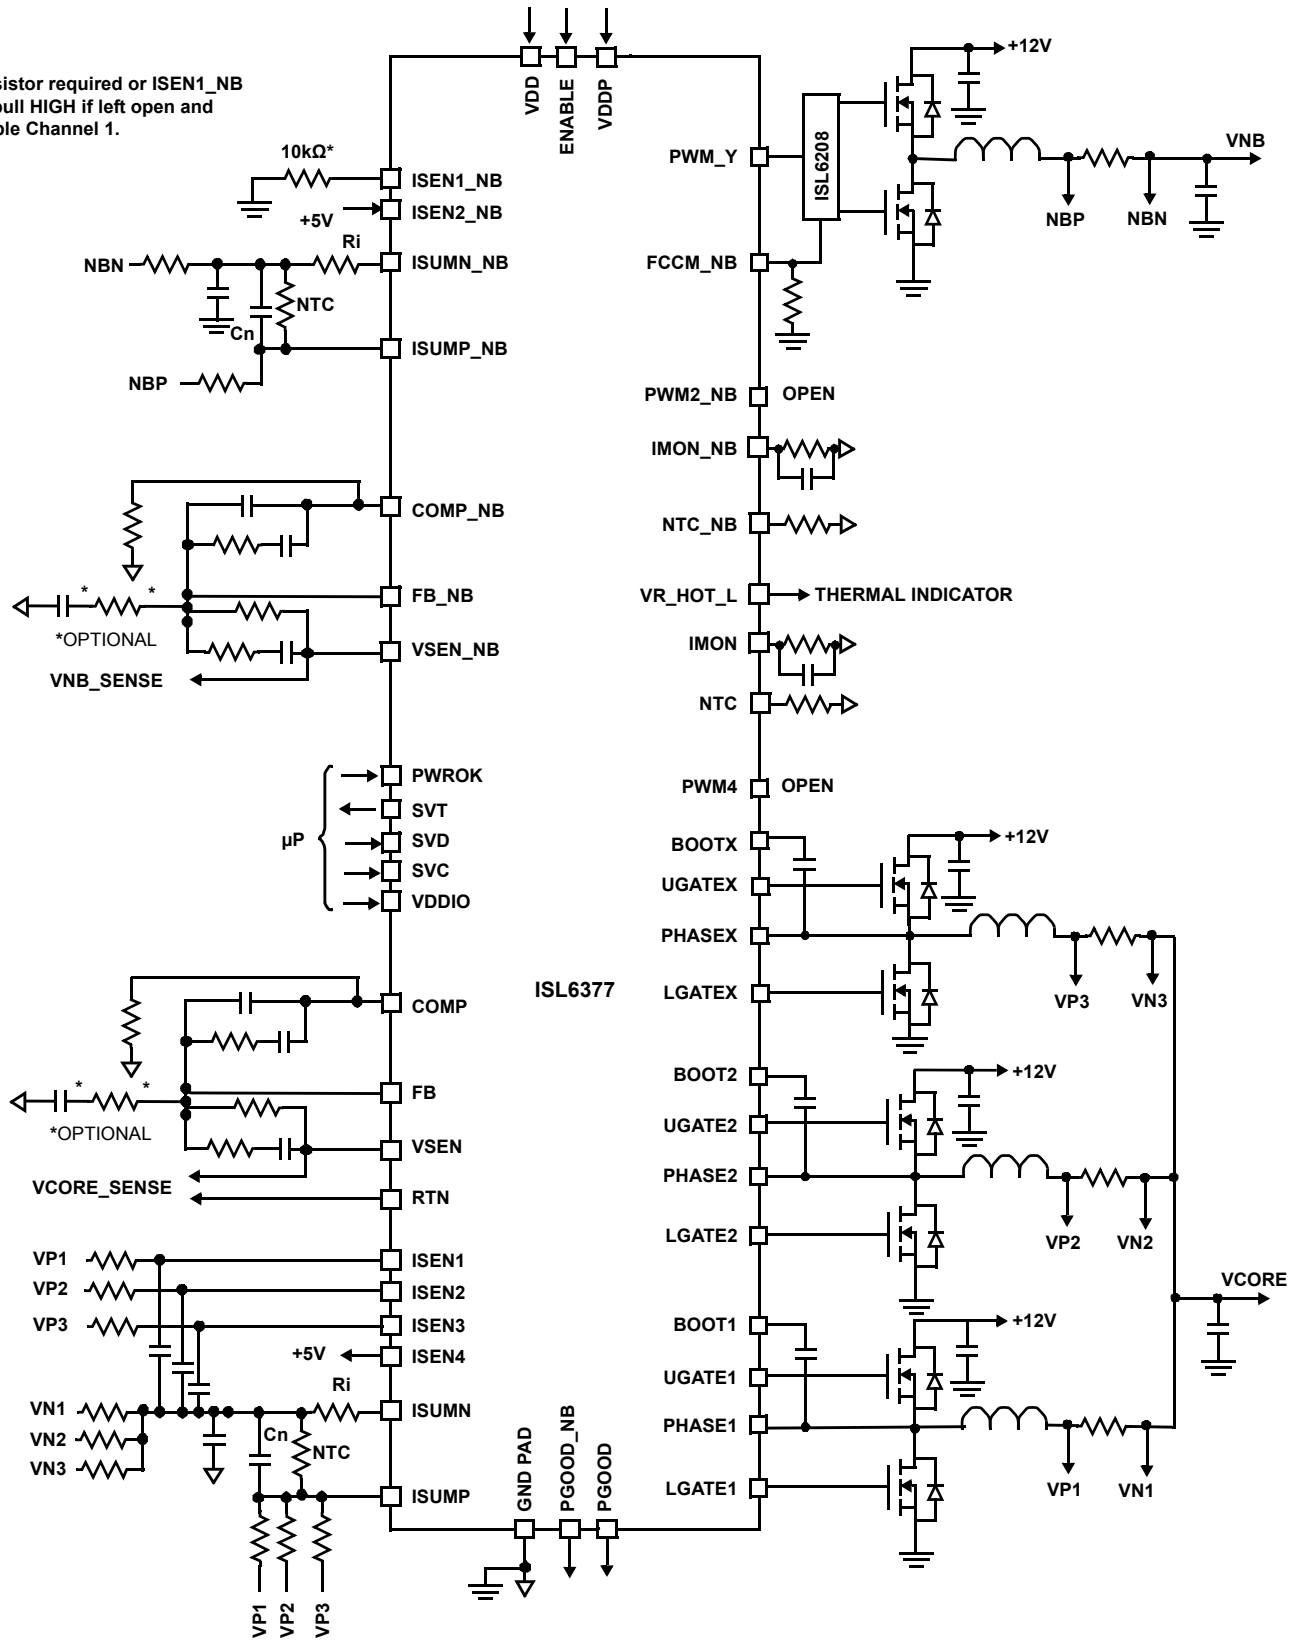 sistor required or ISEN1_NB
pull HIGH if left open and
ble Channel 1.
VDD
ENABLE
VDDP
10kΩ*
ISEN1_NB
+5V
ISEN2_NB
NBN
Ri
ISUMN_NB
NTC
Cn
ISUMP_NB
NBP
COMP_NB
* *
FB_NB
*OPTIONAL
VSEN_NB
VNB_SENSE
µP
PWROK
SVT
SVD
SVC
VDDIO
COMP
* *
FB
*OPTIONAL
VSEN
VCORE_SENSE
RTN
VP1
ISEN1
VP2
ISEN2
VP3
ISEN3
+5V
ISEN4
Ri
VN1
ISUMN
VN2
Cn
NTC
VN3
ISUMP
VP1
VP2
VP3
GND PAD
PGOOD_NB
PGOOD
ISL6377
PWM_Y
ISL6208
+12V
VNB
NBP
NBN
FCCM_NB
PWM2_NB
OPEN
IMON_NB
NTC_NB
VR_HOT_L
THERMAL INDICATOR
IMON
NTC
PWM4
OPEN
BOOTX
+12V
UGATEX
PHASEX
LGATEX
VP3
VN3
BOOT2
+12V
UGATE2
PHASE2
LGATE2
VP2
VN2
VCORE
BOOT1
+12V
UGATE1
PHASE1
LGATE1
VP1
VN1